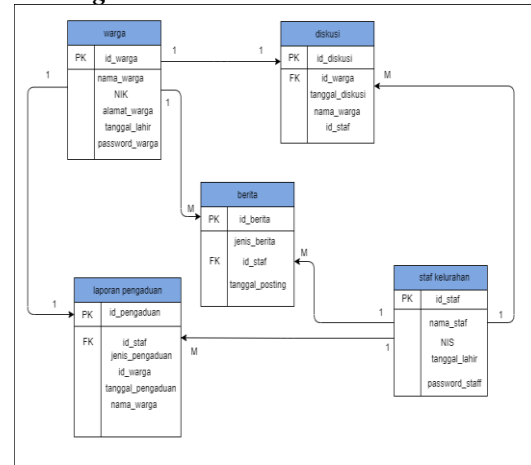 warga
PK id_warga
nama_warga
NIK
alamat_warga
tanggal_lahir
password_warga
diskusi
PK id_diskusi
FK id_warga
tanggal_diskusi
nama_warga
id_staf
1 1
1
1
M
M
berita
PK id_berita
jenis_berita
FK id_staf
tanggal_posting
M
laporan pengaduan
PK id_pengaduan
FK id_staf
jenis_pengaduan
id_warga
tanggal_pengaduan
nama_warga
1
M
staf kelurahan
PK id_staf
nama_staf
NIS
tanggal_lahir
password_staff
1
1
1